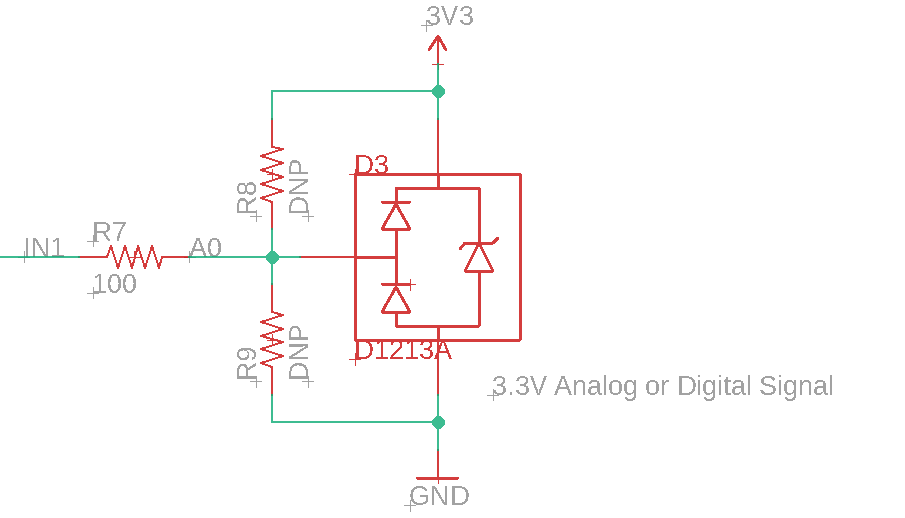 3V3
D3
R8
DNP
IN1
R7
100
A0
R9
DNP
D1213A
3.3V Analog or Digital Signal
GND